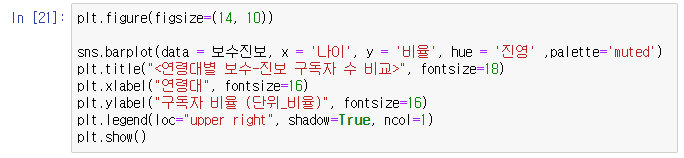 In [21]: plt.figure(figsize=(14, 10))
sns.barplot(data = 보수진보, x = '나이', y = '비율', hue = '진영' ,palette='muted')
plt.title("<연령대별 보수-진보 구독자 수 비교>", fontsize=18)
plt.xlabel("연령대", fontsize=16)
plt.ylabel("구독자 비율 (단위_비율)", fontsize=16)
plt.legend(loc="upper right", shadow=True, ncol=1)
plt.show()